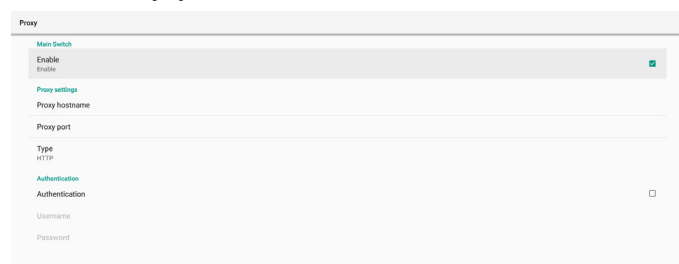 Proxy
Main Switch
Enable
Enable
Proxy settings
Proxy hostname
Proxy port
Type
HTTP
Authentication
Authentication
Username
Password